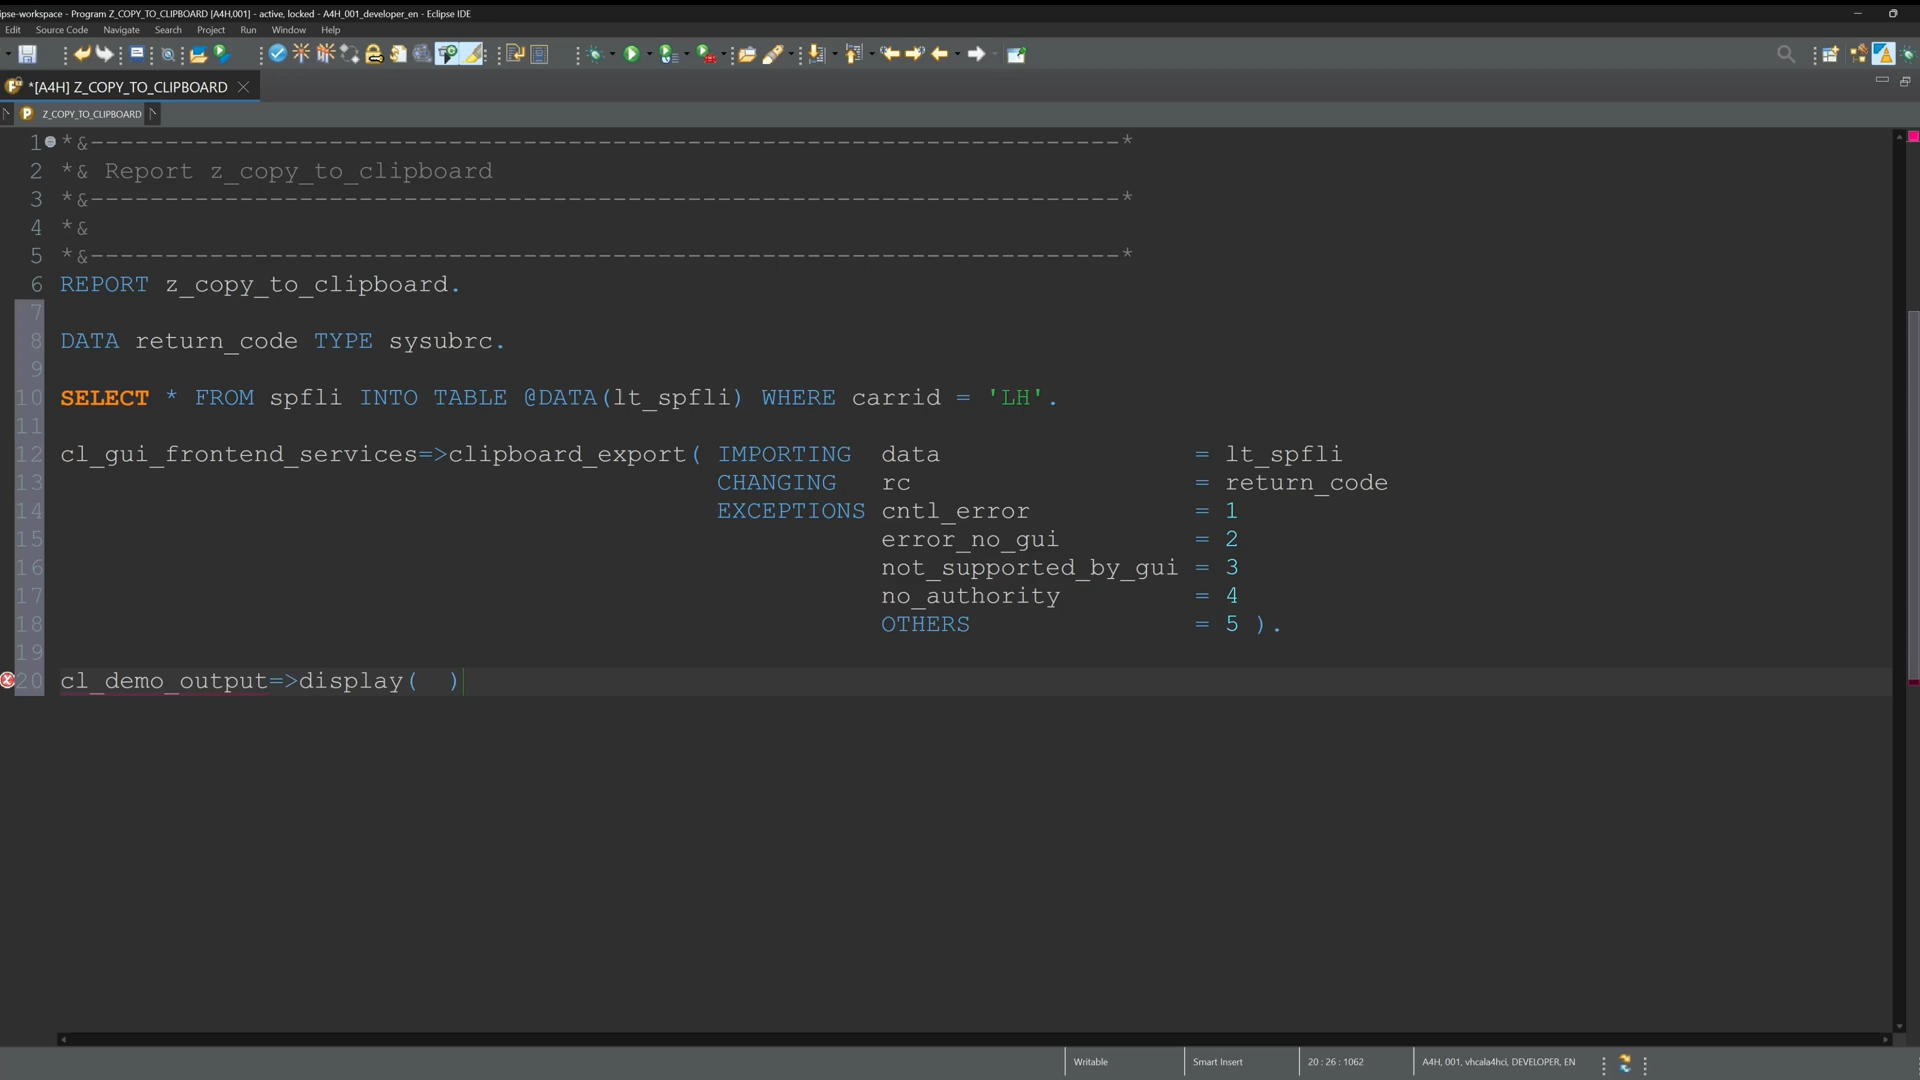 ipse-workspace - Program Z_COPY_TO_CLIPBOARD [A4H,001] - active, locked - A4H_001_developer_en - Eclipse IDE
Edit Source Code Navigate Search Project Run Window Help
*[A4H] Z_COPY_TO_CLIPBOARD
P Z_COPY_TO_CLIPBOARD
1 *&---------------------------------------------------------------------*
2 *& Report z_copy_to_clipboard
3 *&---------------------------------------------------------------------*
4 *&
5 *&---------------------------------------------------------------------*
6 REPORT z_copy_to_clipboard.
7
8 DATA return_code TYPE sysubrc.
9
10 SELECT * FROM spfli INTO TABLE @DATA(lt_spfli) WHERE carrid = 'LH'.
11
12 cl_gui_frontend_services=>clipboard_export( IMPORTING data = lt_spfli
13 CHANGING rc = return_code
14 EXCEPTIONS cntl_error = 1
15 error_no_gui = 2
16 not_supported_by_gui = 3
17 no_authority = 4
18 OTHERS = 5 ).
19
20 cl_demo_output=>display(  )
Writable Smart Insert 20 : 26 : 1062 A4H, 001, vhcala4hci, DEVELOPER, EN